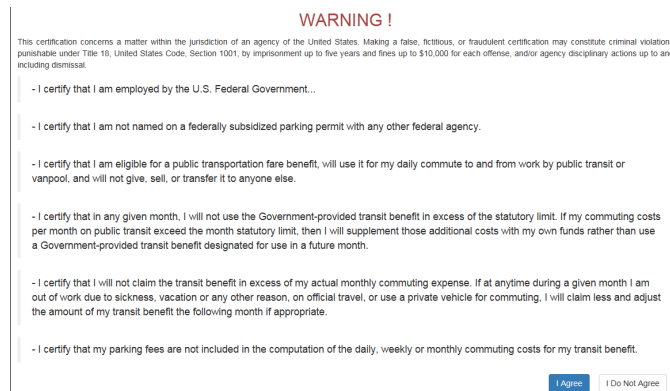 WARNING !
This certification concerns a matter within the jurisdiction of an agency of the United States. Making a false, fictitious, or fraudulent certification may constitute criminal violation
punishable under Title 18, United States Code, Section 1001, by imprisonment up to five years and fines up to $10,000 for each offense, and/or agency disciplinary actions up to and
including dismissal.
- I certify that I am employed by the U.S. Federal Government...
- I certify that I am not named on a federally subsidized parking permit with any other federal agency.
- I certify that I am eligible for a public transportation fare benefit, will use it for my daily commute to and from work by public transit or
vanpool, and will not give, sell, or transfer it to anyone else.
- I certify that in any given month, I will not use the Government-provided transit benefit in excess of the statutory limit. If my commuting costs
per month on public transit exceed the month statutory limit, then I will supplement those additional costs with my own funds rather than use
a Government-provided transit benefit designated for use in a future month.
- I certify that I will not claim the transit benefit in excess of my actual monthly commuting expense. If at anytime during a given month I am
out of work due to sickness, vacation or any other reason, on official travel, or use a private vehicle for commuting, I will claim less and adjust
the amount of my transit benefit the following month if appropriate.
- I certify that my parking fees are not included in the computation of the daily, weekly or monthly commuting costs for my transit benefit.
I Agree
I Do Not Agree